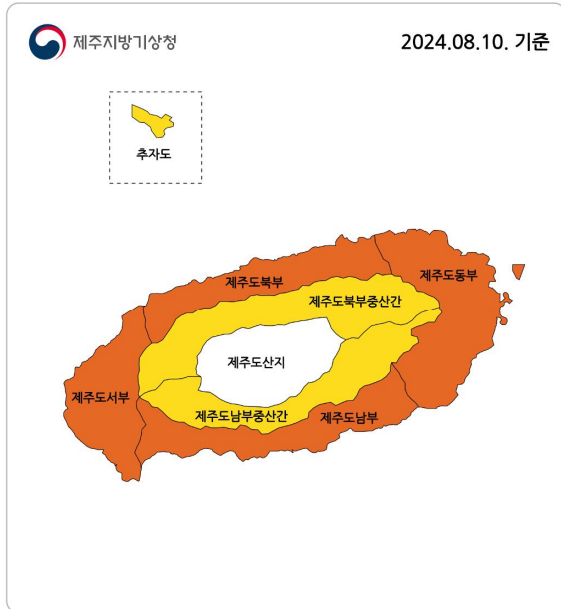 제주지방기상청
2024.08.10. 기준
추자도
제주도북부
제주도동부
제주도북부중산간
제주도산지
제주도서부
제주도남부중산간
제주도남부